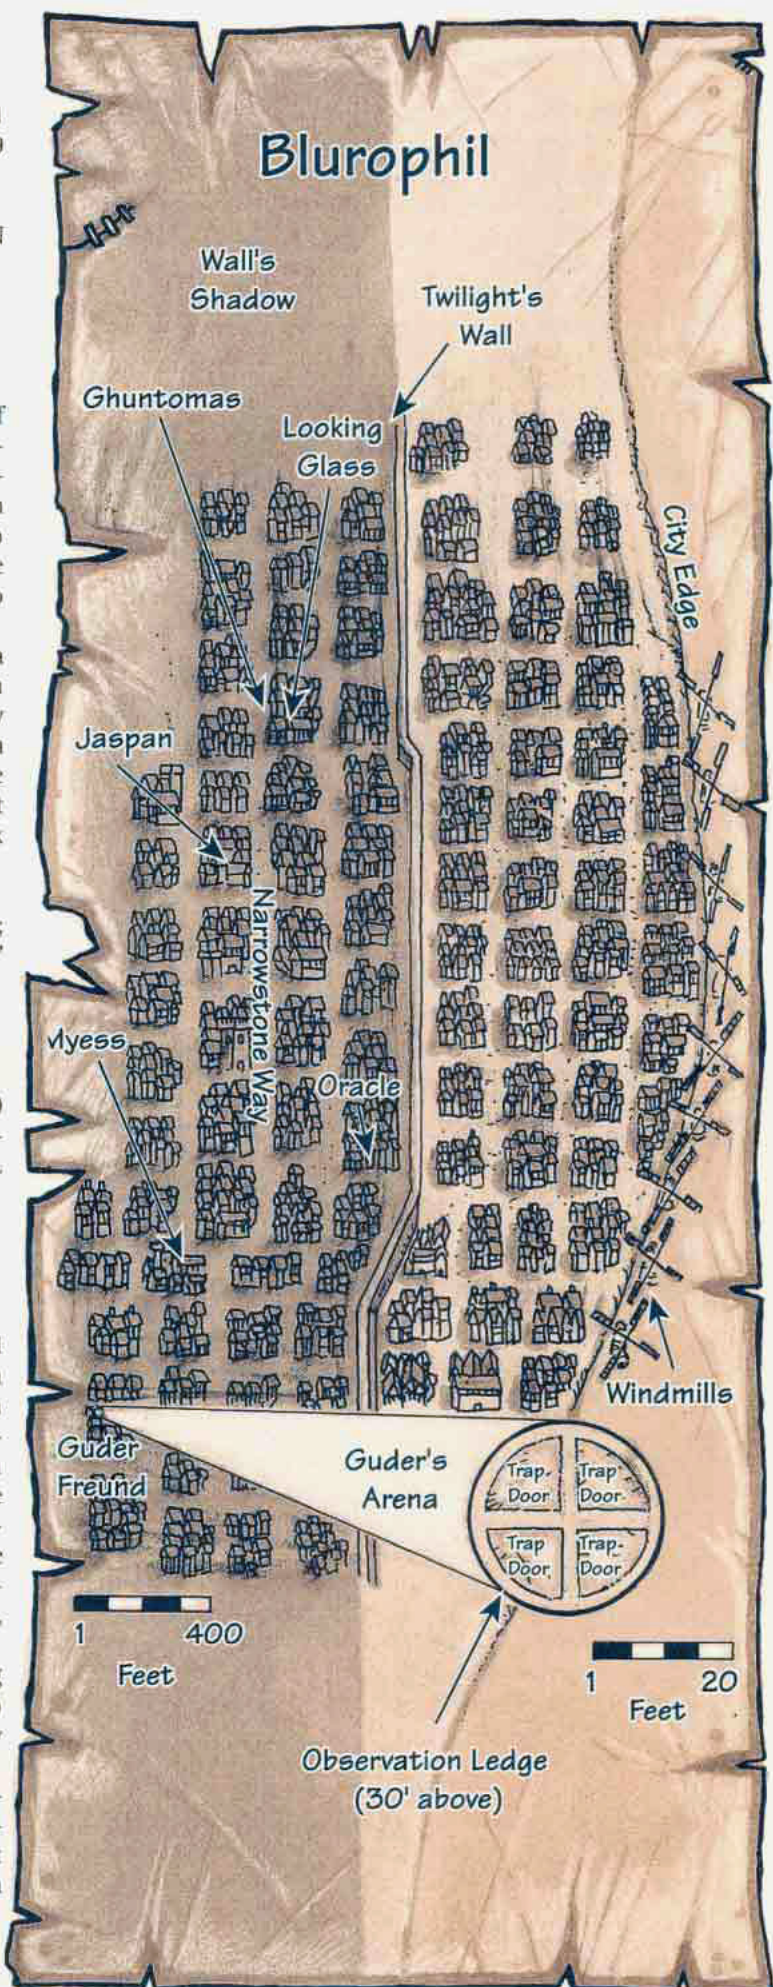 Blurophil
Wall's
Shadow
Twilight's
Wall
Ghuntomas
Looking
Glass
City Edge
Jaspan
Narrowstone Way
Myess
Oracle
Windmills
Guder
Freund
Guder's
Arena
Trap
Door
Trap
Door
Trap
Door
Trap
Door
1 400
Feet
1 20
Feet
Observation Ledge
(30' above)